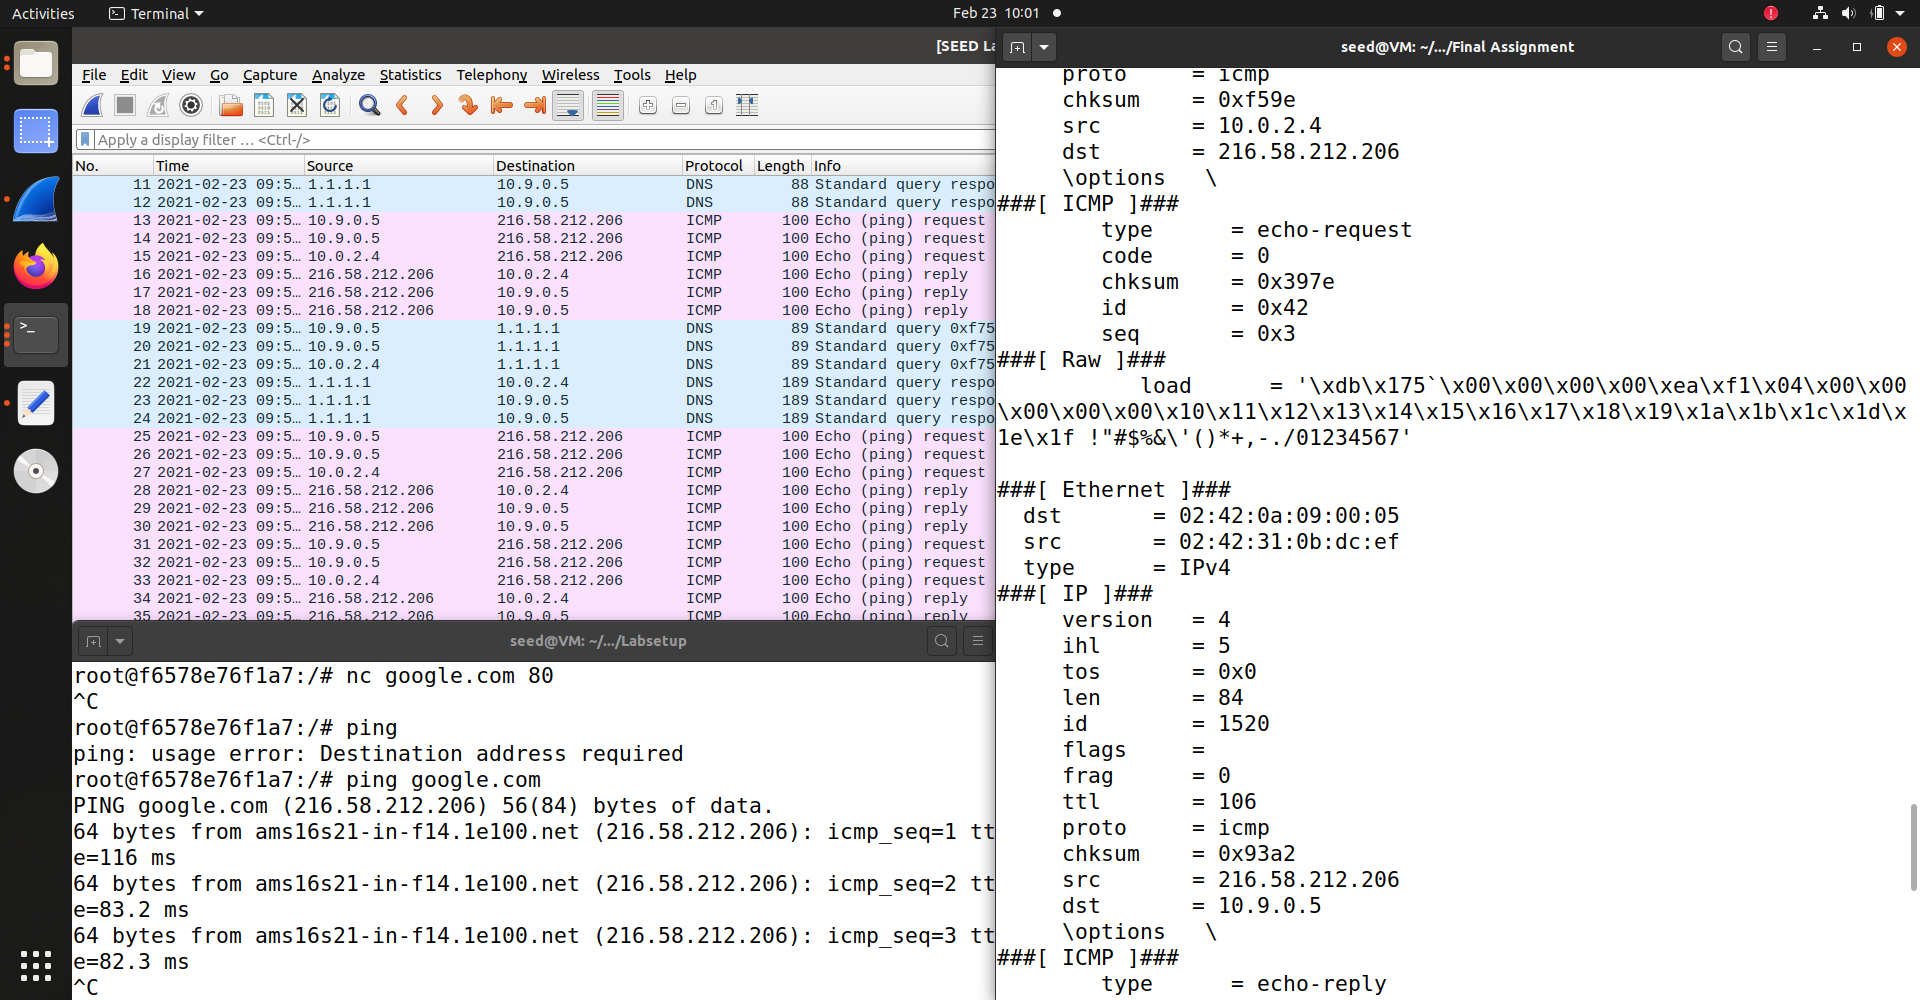 Activities
Terminal
Feb 23 10:01
[SEED La
File Edit View Go Capture Analyze Statistics Telephony Wireless Tools Help
Apply a display filter … <Ctrl-/>
No. Time Source Destination Protocol Length Info
11 2021-02-23 09:5… 1.1.1.1 10.9.0.5 DNS 88 Standard query respo
12 2021-02-23 09:5… 1.1.1.1 10.9.0.5 DNS 88 Standard query respo
13 2021-02-23 09:5… 10.9.0.5 216.58.212.206 ICMP 100 Echo (ping) request
14 2021-02-23 09:5… 10.9.0.5 216.58.212.206 ICMP 100 Echo (ping) request
15 2021-02-23 09:5… 10.0.2.4 216.58.212.206 ICMP 100 Echo (ping) request
16 2021-02-23 09:5… 216.58.212.206 10.0.2.4 ICMP 100 Echo (ping) reply
17 2021-02-23 09:5… 216.58.212.206 10.9.0.5 ICMP 100 Echo (ping) reply
18 2021-02-23 09:5… 216.58.212.206 10.9.0.5 ICMP 100 Echo (ping) reply
19 2021-02-23 09:5… 10.9.0.5 1.1.1.1 DNS 89 Standard query 0xf75
20 2021-02-23 09:5… 10.9.0.5 1.1.1.1 DNS 89 Standard query 0xf75
21 2021-02-23 09:5… 10.0.2.4 1.1.1.1 DNS 89 Standard query 0xf75
22 2021-02-23 09:5… 1.1.1.1 10.0.2.4 DNS 189 Standard query respo
23 2021-02-23 09:5… 1.1.1.1 10.9.0.5 DNS 189 Standard query respo
24 2021-02-23 09:5… 1.1.1.1 10.9.0.5 DNS 189 Standard query respo
25 2021-02-23 09:5… 10.9.0.5 216.58.212.206 ICMP 100 Echo (ping) request
26 2021-02-23 09:5… 10.9.0.5 216.58.212.206 ICMP 100 Echo (ping) request
27 2021-02-23 09:5… 10.0.2.4 216.58.212.206 ICMP 100 Echo (ping) request
28 2021-02-23 09:5… 216.58.212.206 10.0.2.4 ICMP 100 Echo (ping) reply
29 2021-02-23 09:5… 216.58.212.206 10.9.0.5 ICMP 100 Echo (ping) reply
30 2021-02-23 09:5… 216.58.212.206 10.9.0.5 ICMP 100 Echo (ping) reply
31 2021-02-23 09:5… 10.9.0.5 216.58.212.206 ICMP 100 Echo (ping) request
32 2021-02-23 09:5… 10.9.0.5 216.58.212.206 ICMP 100 Echo (ping) request
33 2021-02-23 09:5… 10.0.2.4 216.58.212.206 ICMP 100 Echo (ping) request
34 2021-02-23 09:5… 216.58.212.206 10.0.2.4 ICMP 100 Echo (ping) reply
35 2021-02-23 09:5… 216.58.212.206 10.9.0.5 ICMP 100 Echo (ping) reply
seed@VM: ~/.../Labsetup
root@f6578e76f1a7:/# nc google.com 80
^C
root@f6578e76f1a7:/# ping
ping: usage error: Destination address required
root@f6578e76f1a7:/# ping google.com
PING google.com (216.58.212.206) 56(84) bytes of data.
64 bytes from ams16s21-in-f14.1e100.net (216.58.212.206): icmp_seq=1 tt
e=116 ms
64 bytes from ams16s21-in-f14.1e100.net (216.58.212.206): icmp_seq=2 tt
e=83.2 ms
64 bytes from ams16s21-in-f14.1e100.net (216.58.212.206): icmp_seq=3 tt
e=82.3 ms
^C
seed@VM: ~/.../Final Assignment
proto = icmp
chksum = 0xf59e
src = 10.0.2.4
dst = 216.58.212.206
\options \
###[ ICMP ]###
type = echo-request
code = 0
chksum = 0x397e
id = 0x42
seq = 0x3
###[ Raw ]###
load = '\xdb\x175`\x00\x00\x00\x00\xea\xf1\x04\x00\x00
\x00\x00\x00\x10\x11\x12\x13\x14\x15\x16\x17\x18\x19\x1a\x1b\x1c\x1d\x
1e\x1f !"#$%&\'()*+,-./01234567'
###[ Ethernet ]###
dst = 02:42:0a:09:00:05
src = 02:42:31:0b:dc:ef
type = IPv4
###[ IP ]###
version = 4
ihl = 5
tos = 0x0
len = 84
id = 1520
flags =
frag = 0
ttl = 106
proto = icmp
chksum = 0x93a2
src = 216.58.212.206
dst = 10.9.0.5
\options \
###[ ICMP ]###
type = echo-reply